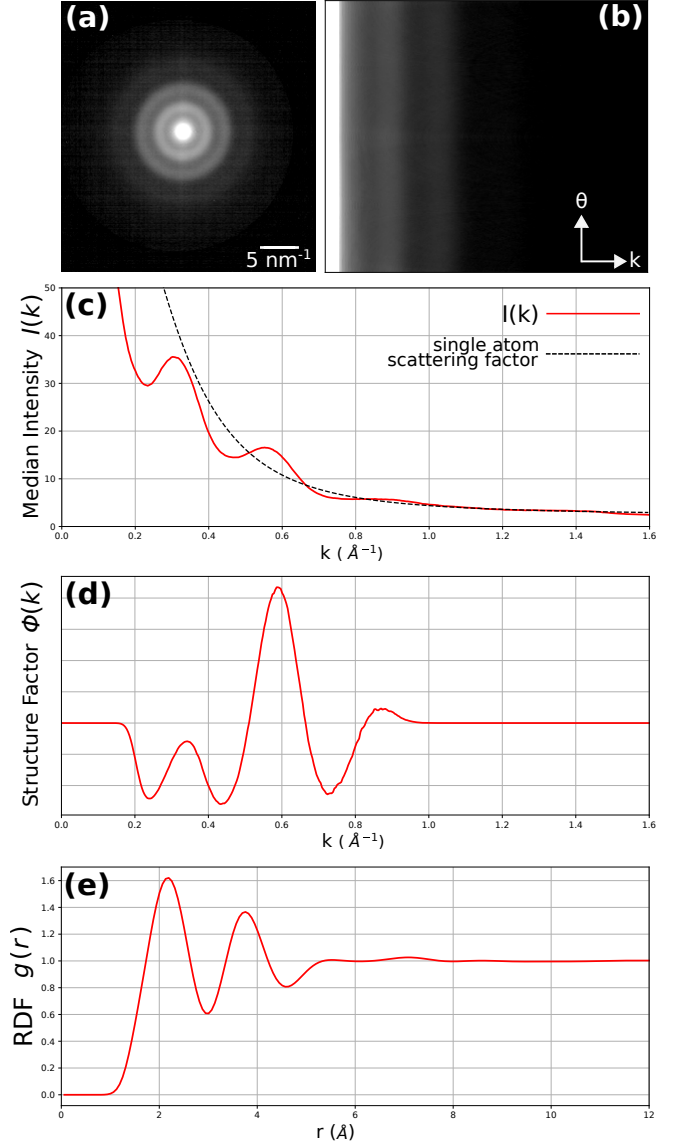 (a)
5 nm⁻¹
(b)
θ
k
(c)
Median Intensity I(k)
50
40
30
20
10
0
I(k)
single atom
scattering factor
0.0 0.2 0.4 0.6 0.8 1.0 1.2 1.4 1.6
k ( Å⁻¹)
(d)
Structure Factor Φ(k)
0.0 0.2 0.4 0.6 0.8 1.0 1.2 1.4 1.6
k ( Å⁻¹)
(e)
RDF g(r)
1.6
1.4
1.2
1.0
0.8
0.6
0.4
0.2
0.0
0 2 4 6 8 10 12
r (Å)